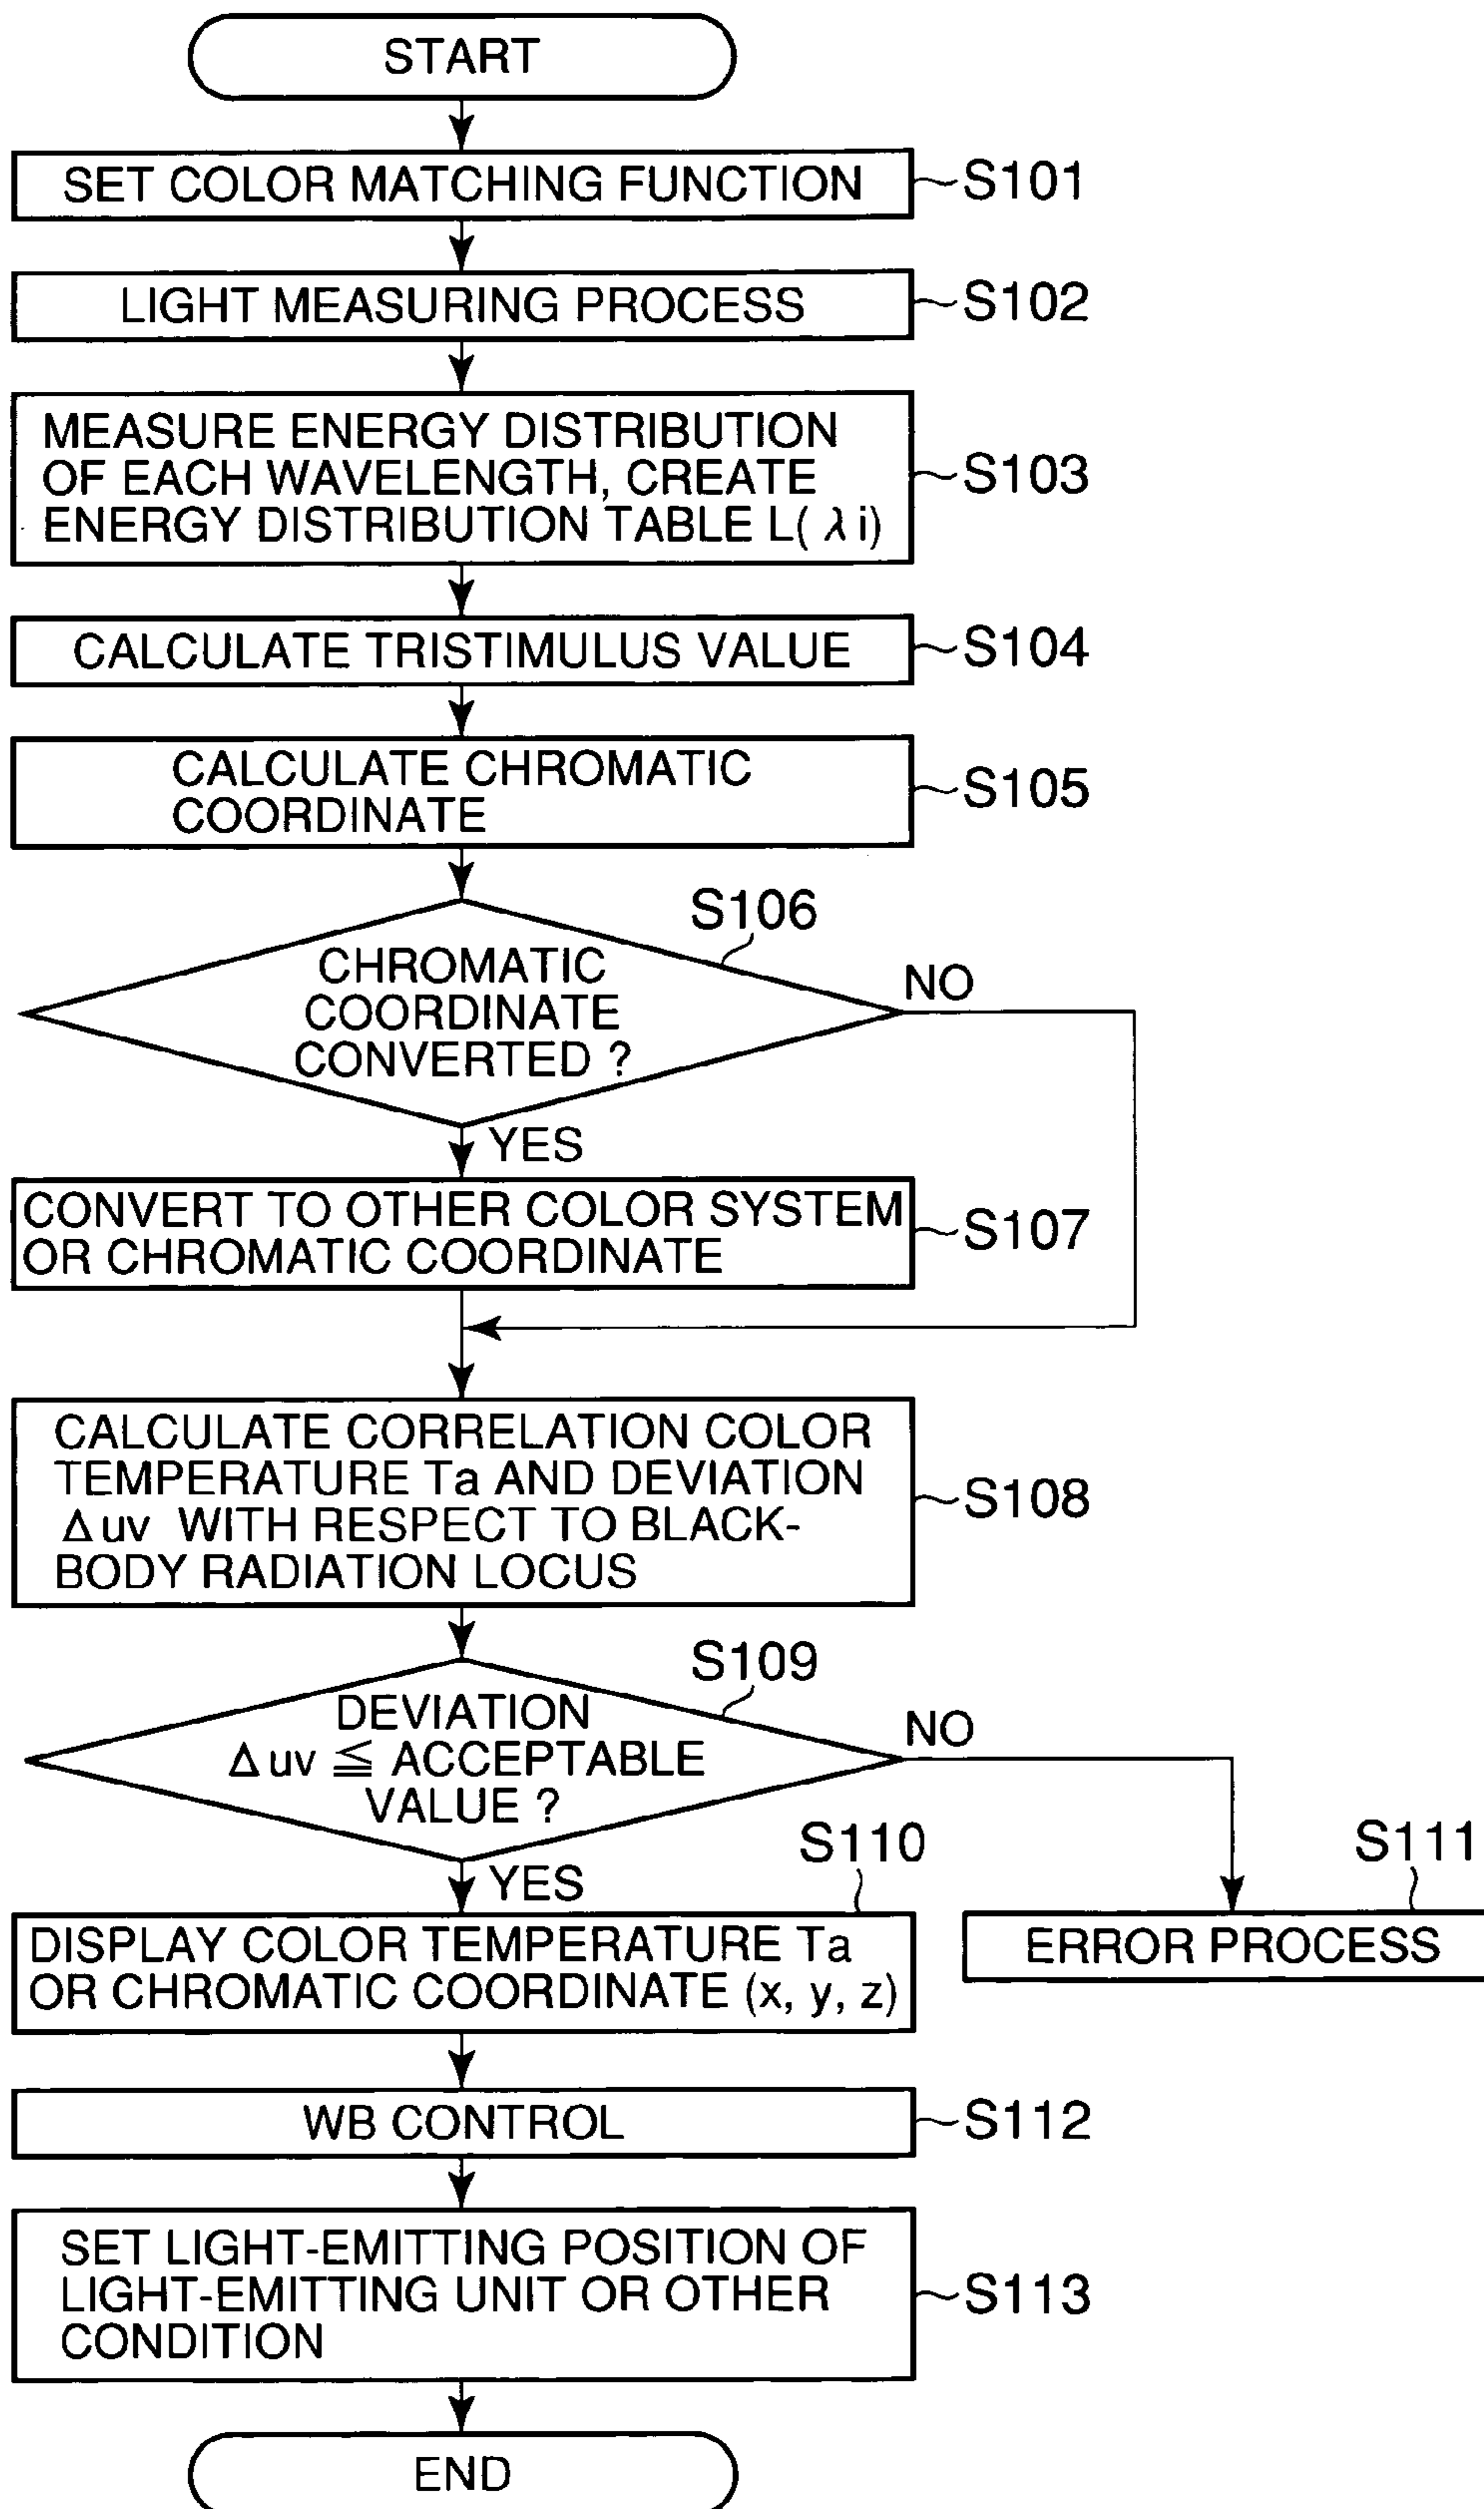 START
SET COLOR MATCHING FUNCTION
S101
LIGHT MEASURING PROCESS
S102
MEASURE ENERGY DISTRIBUTION
OF EACH WAVELENGTH, CREATE
ENERGY DISTRIBUTION TABLE L( λ i)
S103
CALCULATE TRISTIMULUS VALUE
S104
CALCULATE CHROMATIC
COORDINATE
S105
S106
CHROMATIC
COORDINATE
CONVERTED ?
NO
YES
CONVERT TO OTHER COLOR SYSTEM
OR CHROMATIC COORDINATE
S107
CALCULATE CORRELATION COLOR
TEMPERATURE Ta AND DEVIATION
Δuv WITH RESPECT TO BLACK-
BODY RADIATION LOCUS
S108
S109
DEVIATION
Δuv ≦ ACCEPTABLE
VALUE ?
NO
YES
S110
DISPLAY COLOR TEMPERATURE Ta
OR CHROMATIC COORDINATE (x, y, z)
S111
ERROR PROCESS
WB CONTROL
S112
SET LIGHT-EMITTING POSITION OF
LIGHT-EMITTING UNIT OR OTHER
CONDITION
S113
END